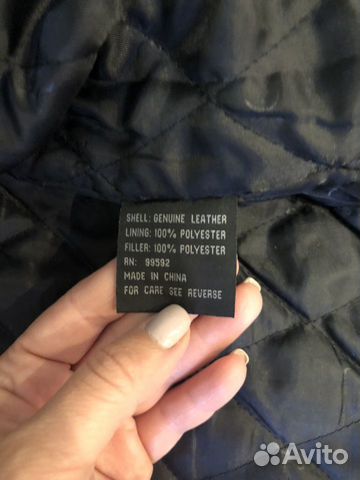 SHELL: GENUINE LEATHER
LINING: 100% POLYESTER
FILLER: 100% POLYESTER
RN: 99592
MADE IN CHINA
FOR CARE SEE REVERSE
Avito